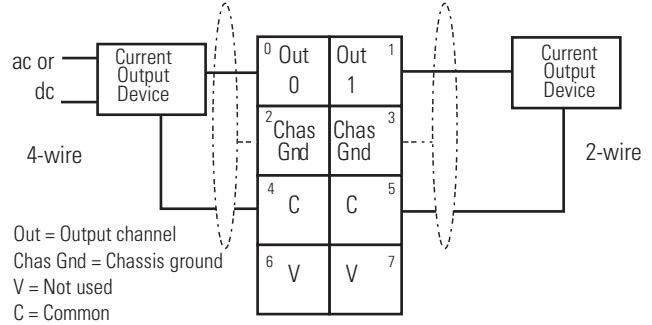 ac or
dc
Current
Output
Device
4-wire
0 Out 0
Out 1 1
2 Chas Gnd
Chas Gnd 3
4 C
C 5
6 V
V 7
Current
Output
Device
2-wire
Out = Output channel
Chas Gnd = Chassis ground
V = Not used
C = Common